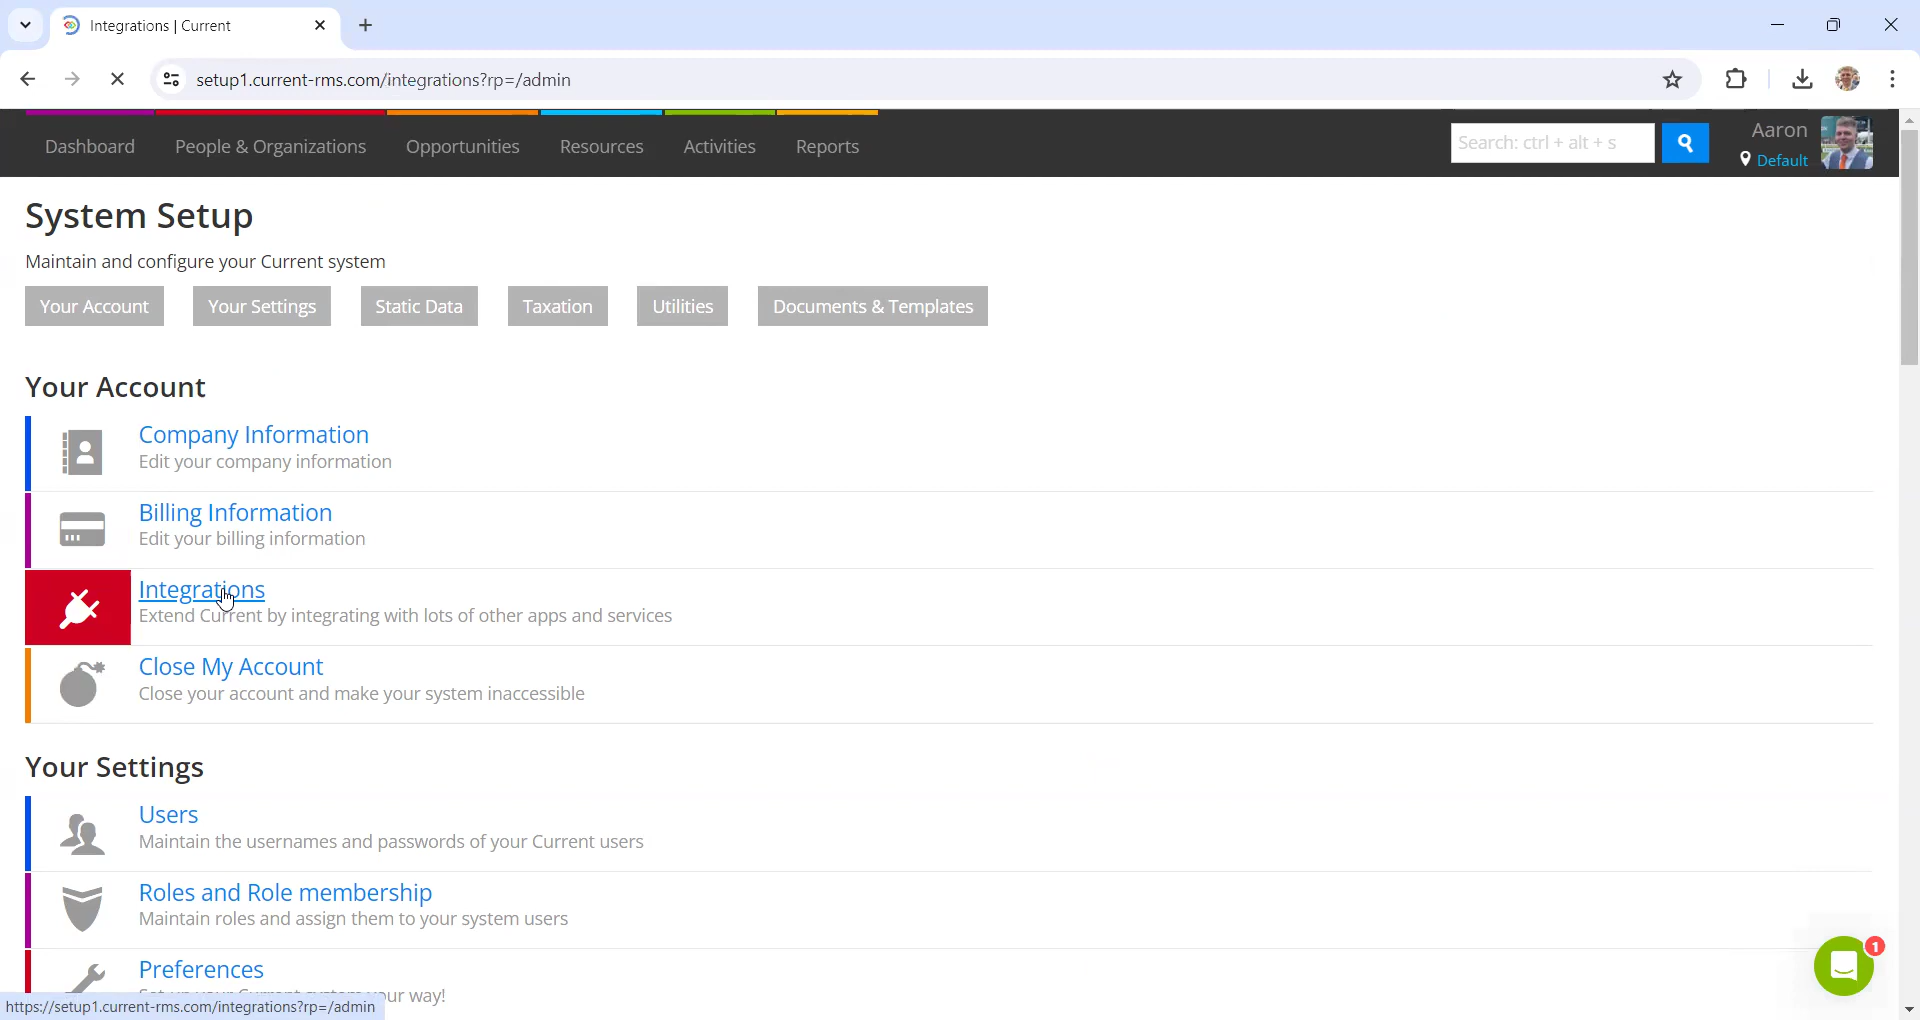 Integrations | Current
setup1.current-rms.com/integrations?rp=/admin
Dashboard People & Organizations Opportunities Resources Activities Reports Search: ctrl + alt + s Aaron
Default
System Setup
Maintain and configure your Current system
Your Account Your Settings Static Data Taxation Utilities Documents & Templates
Your Account
Company Information
Edit your company information
Billing Information
Edit your billing information
Integrations
Extend Current by integrating with lots of other apps and services
Close My Account
Close your account and make your system inaccessible
Your Settings
Users
Maintain the usernames and passwords of your Current users
Roles and Role membership
Maintain roles and assign them to your system users
1
Preferences
your way!
https://setup1.current-rms.com/integrations?rp=/admin